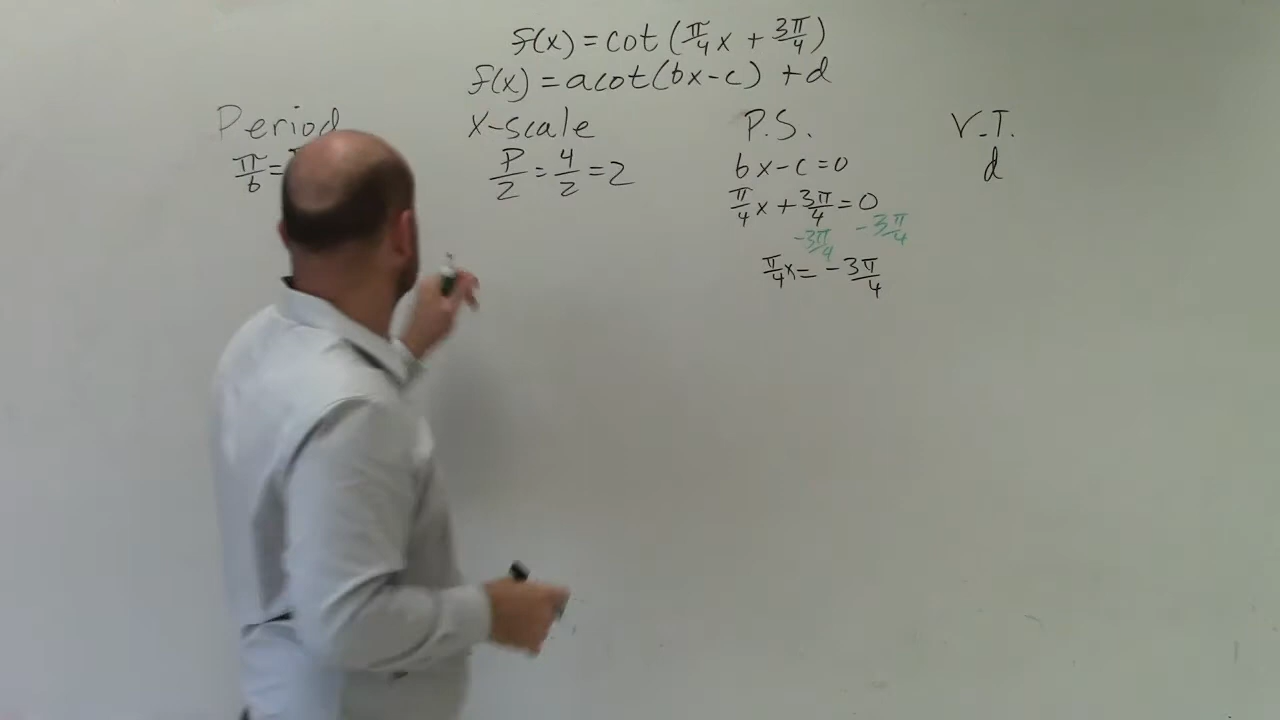 f(x) = cot (π/4 x + 3π/4)
f(x) = a cot(bx - c) + d
Period
π/b =
X-scale
P/2 = 4/2 = 2
P.S.
bx - c = 0
π/4 x + 3π/4 = 0
-3π/4 -3π/4
π/4 x = -3π/4
V.T.
d